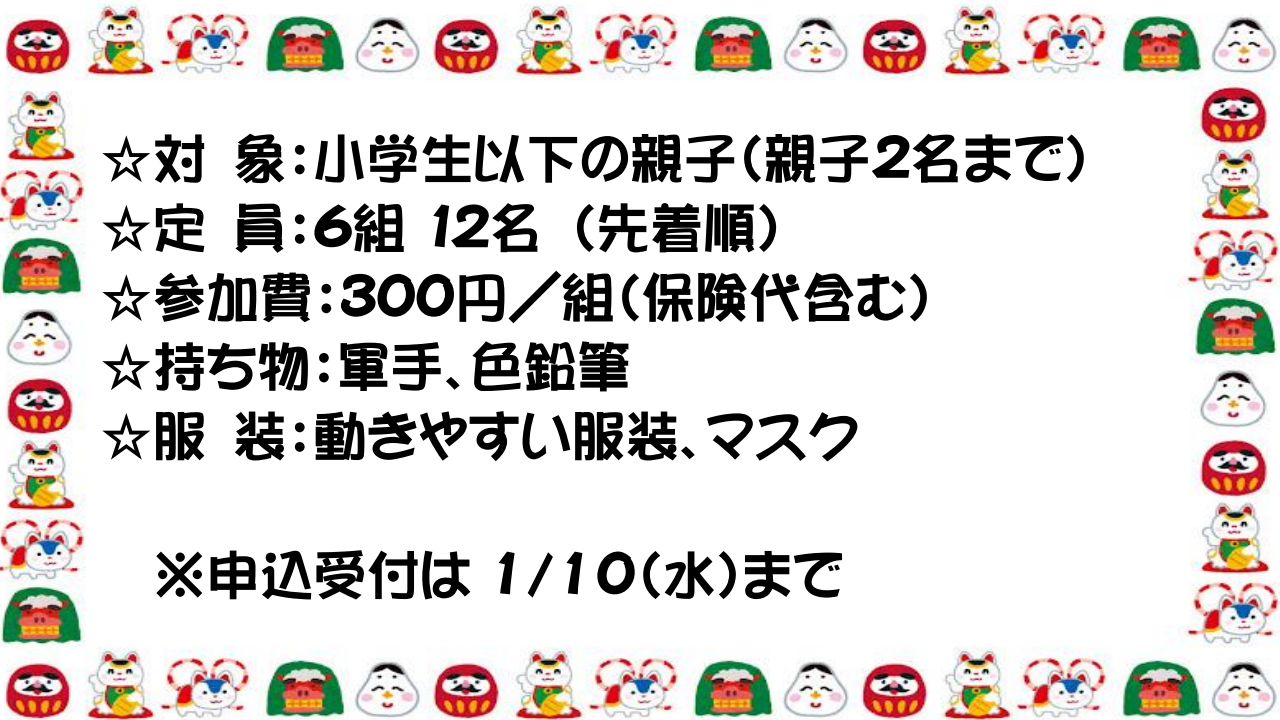 ☆対 象：小学生以下の親子（親子２名まで）
☆定 員：６組 12名 （先着順）
☆参加費：３００円／組（保険代含む）
☆持ち物：軍手、色鉛筆
☆服 装：動きやすい服装、マスク
※申込受付は 1/10（水）まで